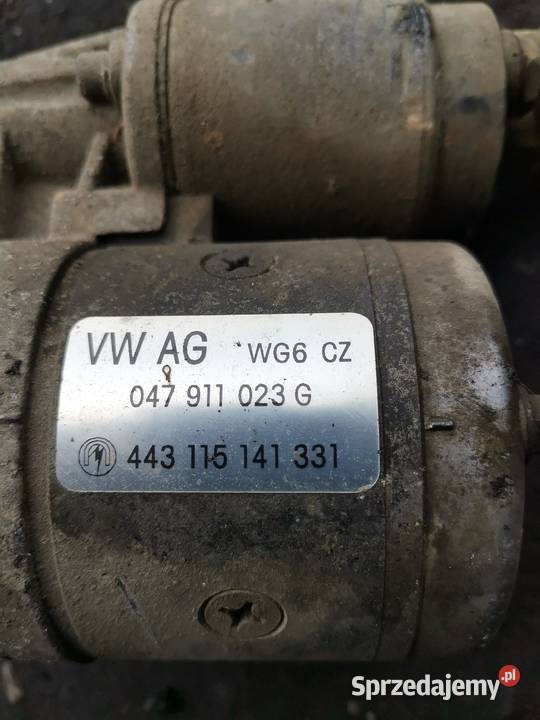 VW AG WG6 CZ
047 911 023 G
443 115 141 331
Sprzedajemy.pl